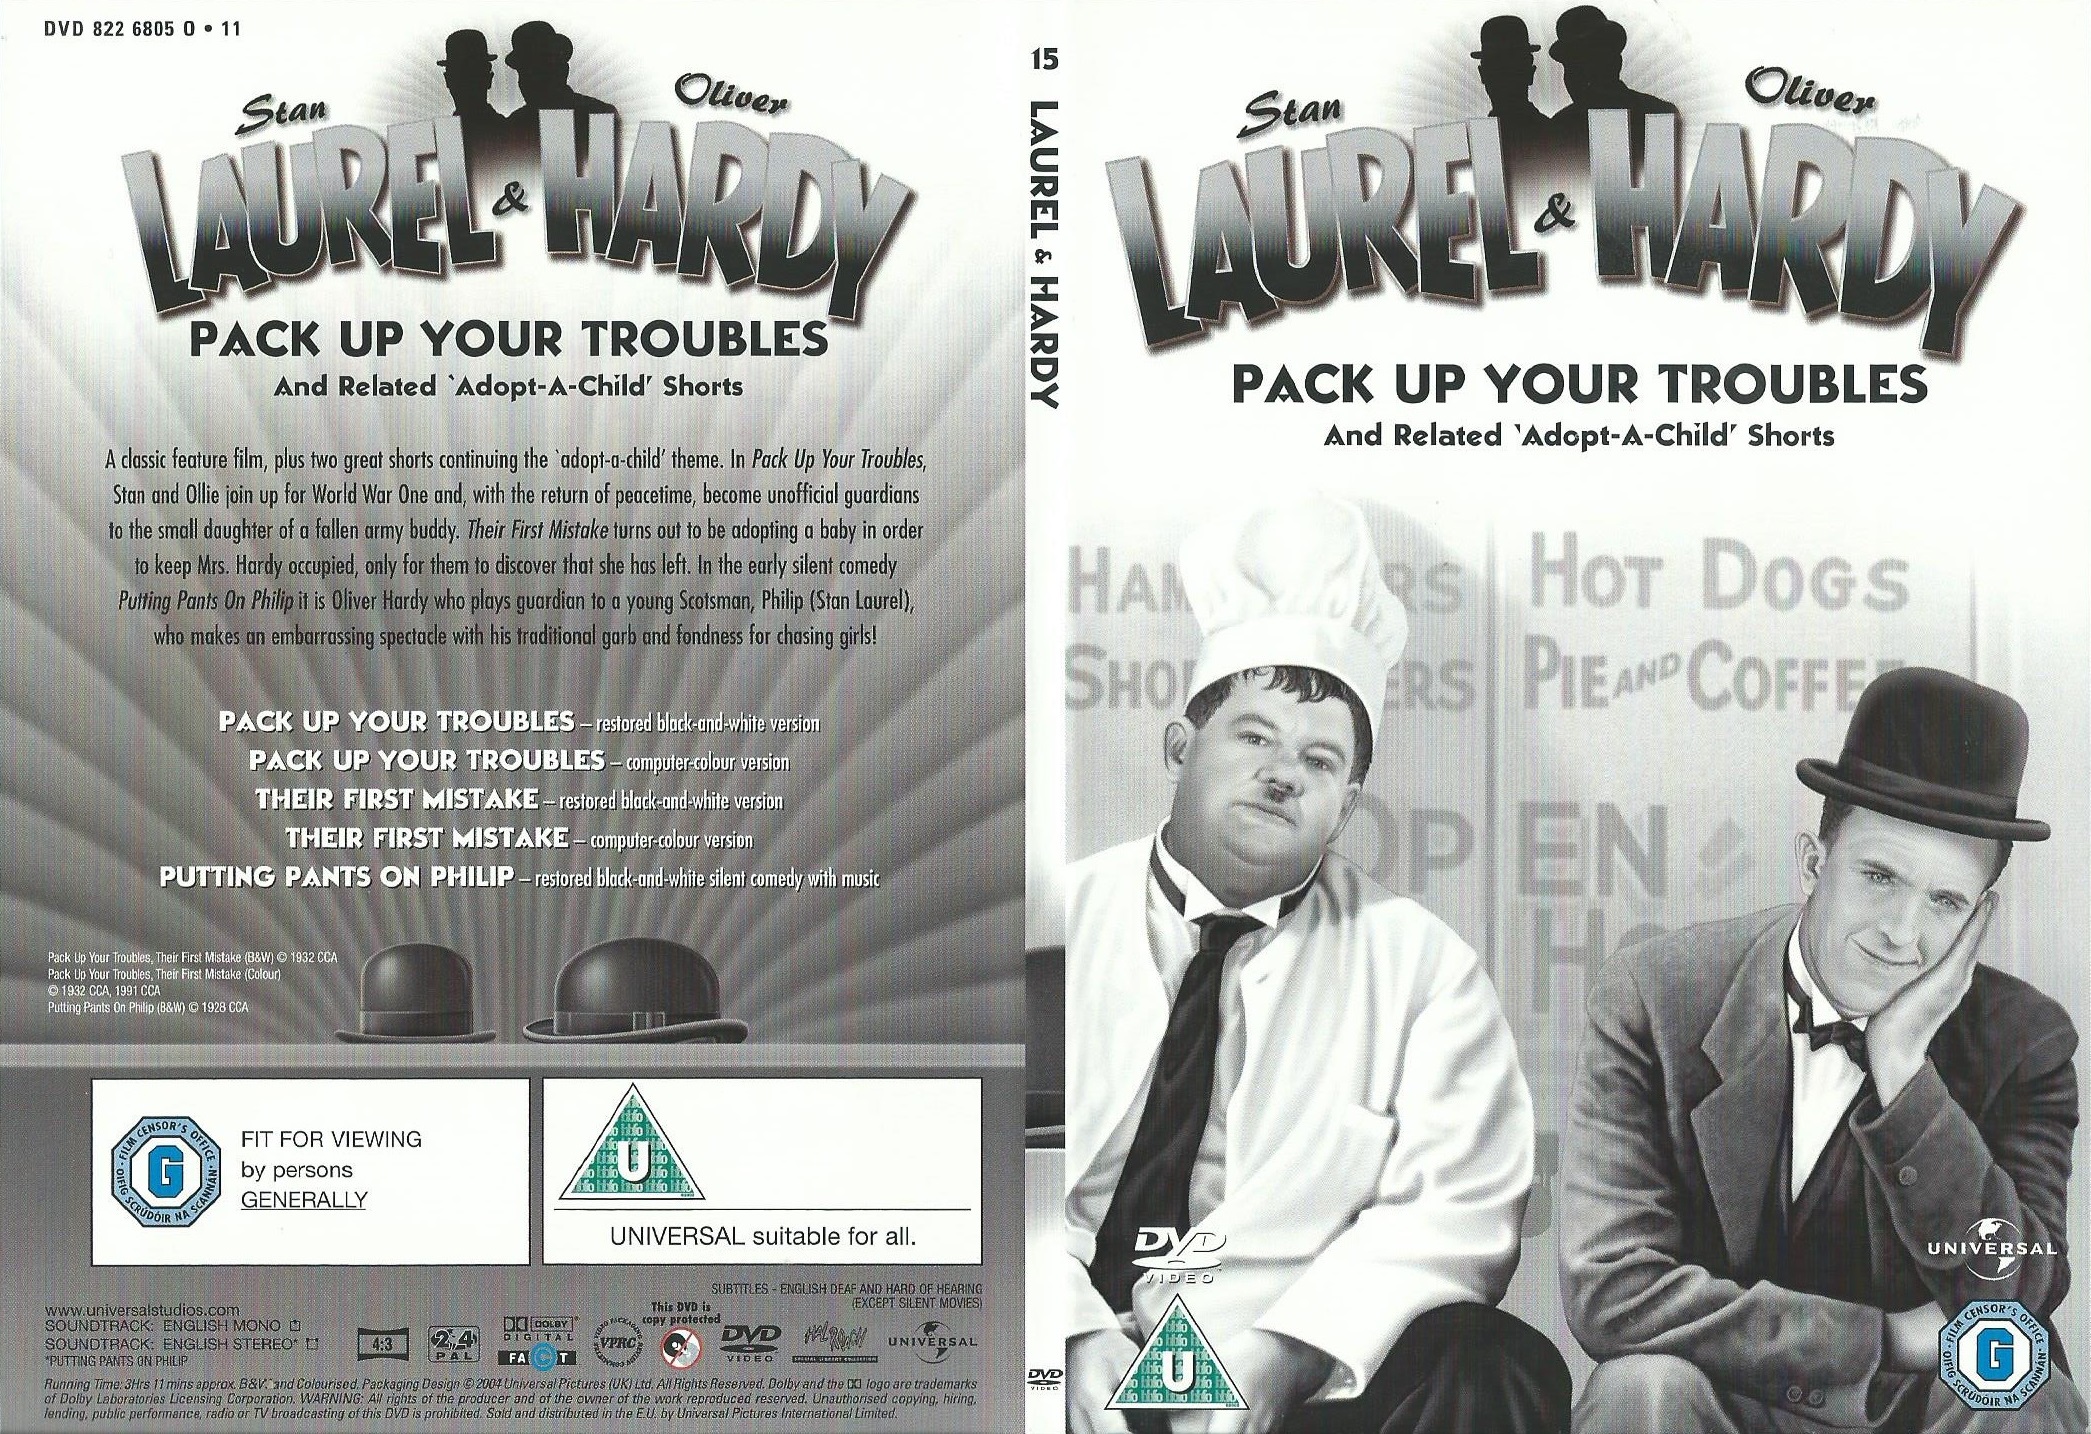 DVD 822 6805 0 • 11
Stan
Oliver
LAUREL & HARDY
PACK UP YOUR TROUBLES
And Related 'Adopt-A-Child' Shorts
A classic feature film, plus two great shorts continuing the 'adopt-a-child' theme. In Pack Up Your Troubles,
Stan and Ollie join up for World War One and, with the return of peacetime, become unofficial guardians
to the small daughter of a fallen army buddy. Their First Mistake turns out to be adopting a baby in order
to keep Mrs. Hardy occupied, only for them to discover that she has left. In the early silent comedy
Putting Pants On Philip it is Oliver Hardy who plays guardian to a young Scotsman, Philip (Stan Laurel),
who makes an embarrassing spectacle with his traditional garb and fondness for chasing girls!
PACK UP YOUR TROUBLES – restored black-and-white version
PACK UP YOUR TROUBLES – computer-colour version
THEIR FIRST MISTAKE – restored black-and-white version
THEIR FIRST MISTAKE – computer-colour version
PUTTING PANTS ON PHILIP – restored black-and-white silent comedy with music
Pack Up Your Troubles, Their First Mistake (B&W) © 1932 CCA
Pack Up Your Troubles, Their First Mistake (Colour)
© 1932 CCA, 1991 CCA
Putting Pants On Philip (B&W) © 1928 CCA
FILM CENSOR'S OFFICE
G
OIFIG SCRÚDÓIR NA SCANNÁN
FIT FOR VIEWING
by persons
GENERALLY
U
UNIVERSAL suitable for all.
SUBTITLES - ENGLISH DEAF AND HARD OF HEARING
(EXCEPT SILENT MOVIES)
www.universalstudios.com
SOUNDTRACK: ENGLISH MONO
SOUNDTRACK: ENGLISH STEREO*
*PUTTING PANTS ON PHILIP
4:3
2,4
PAL
DOLBY
DIGITAL
FACT
VPRC
This DVD is
copy protected
DVD
VIDEO
UNIVERSAL
Running Time: 3Hrs 11 mins approx. B&W and Colourised. Packaging Design © 2004 Universal Pictures (UK) Ltd. All Rights Reserved. Dolby and the DD logo are trademarks
of Dolby Laboratories Licensing Corporation. WARNING: All rights of the producer and of the owner of the work reproduced reserved. Unauthorised copying, hiring,
lending, public performance, radio or TV broadcasting of this DVD is prohibited. Sold and distributed in the E.U. by Universal Pictures International Limited.
15
LAUREL & HARDY
DVD
VIDEO
Stan
Oliver
LAUREL & HARDY
PACK UP YOUR TROUBLES
And Related 'Adopt-A-Child' Shorts
HAM RS
HOT DOGS
SHO ERS
PIE AND COFFE
OPEN
DVD
VIDEO
U
UNIVERSAL
FILM CENSOR'S OFFICE
G
OIFIG SCRÚDÓIR NA SCANNÁN